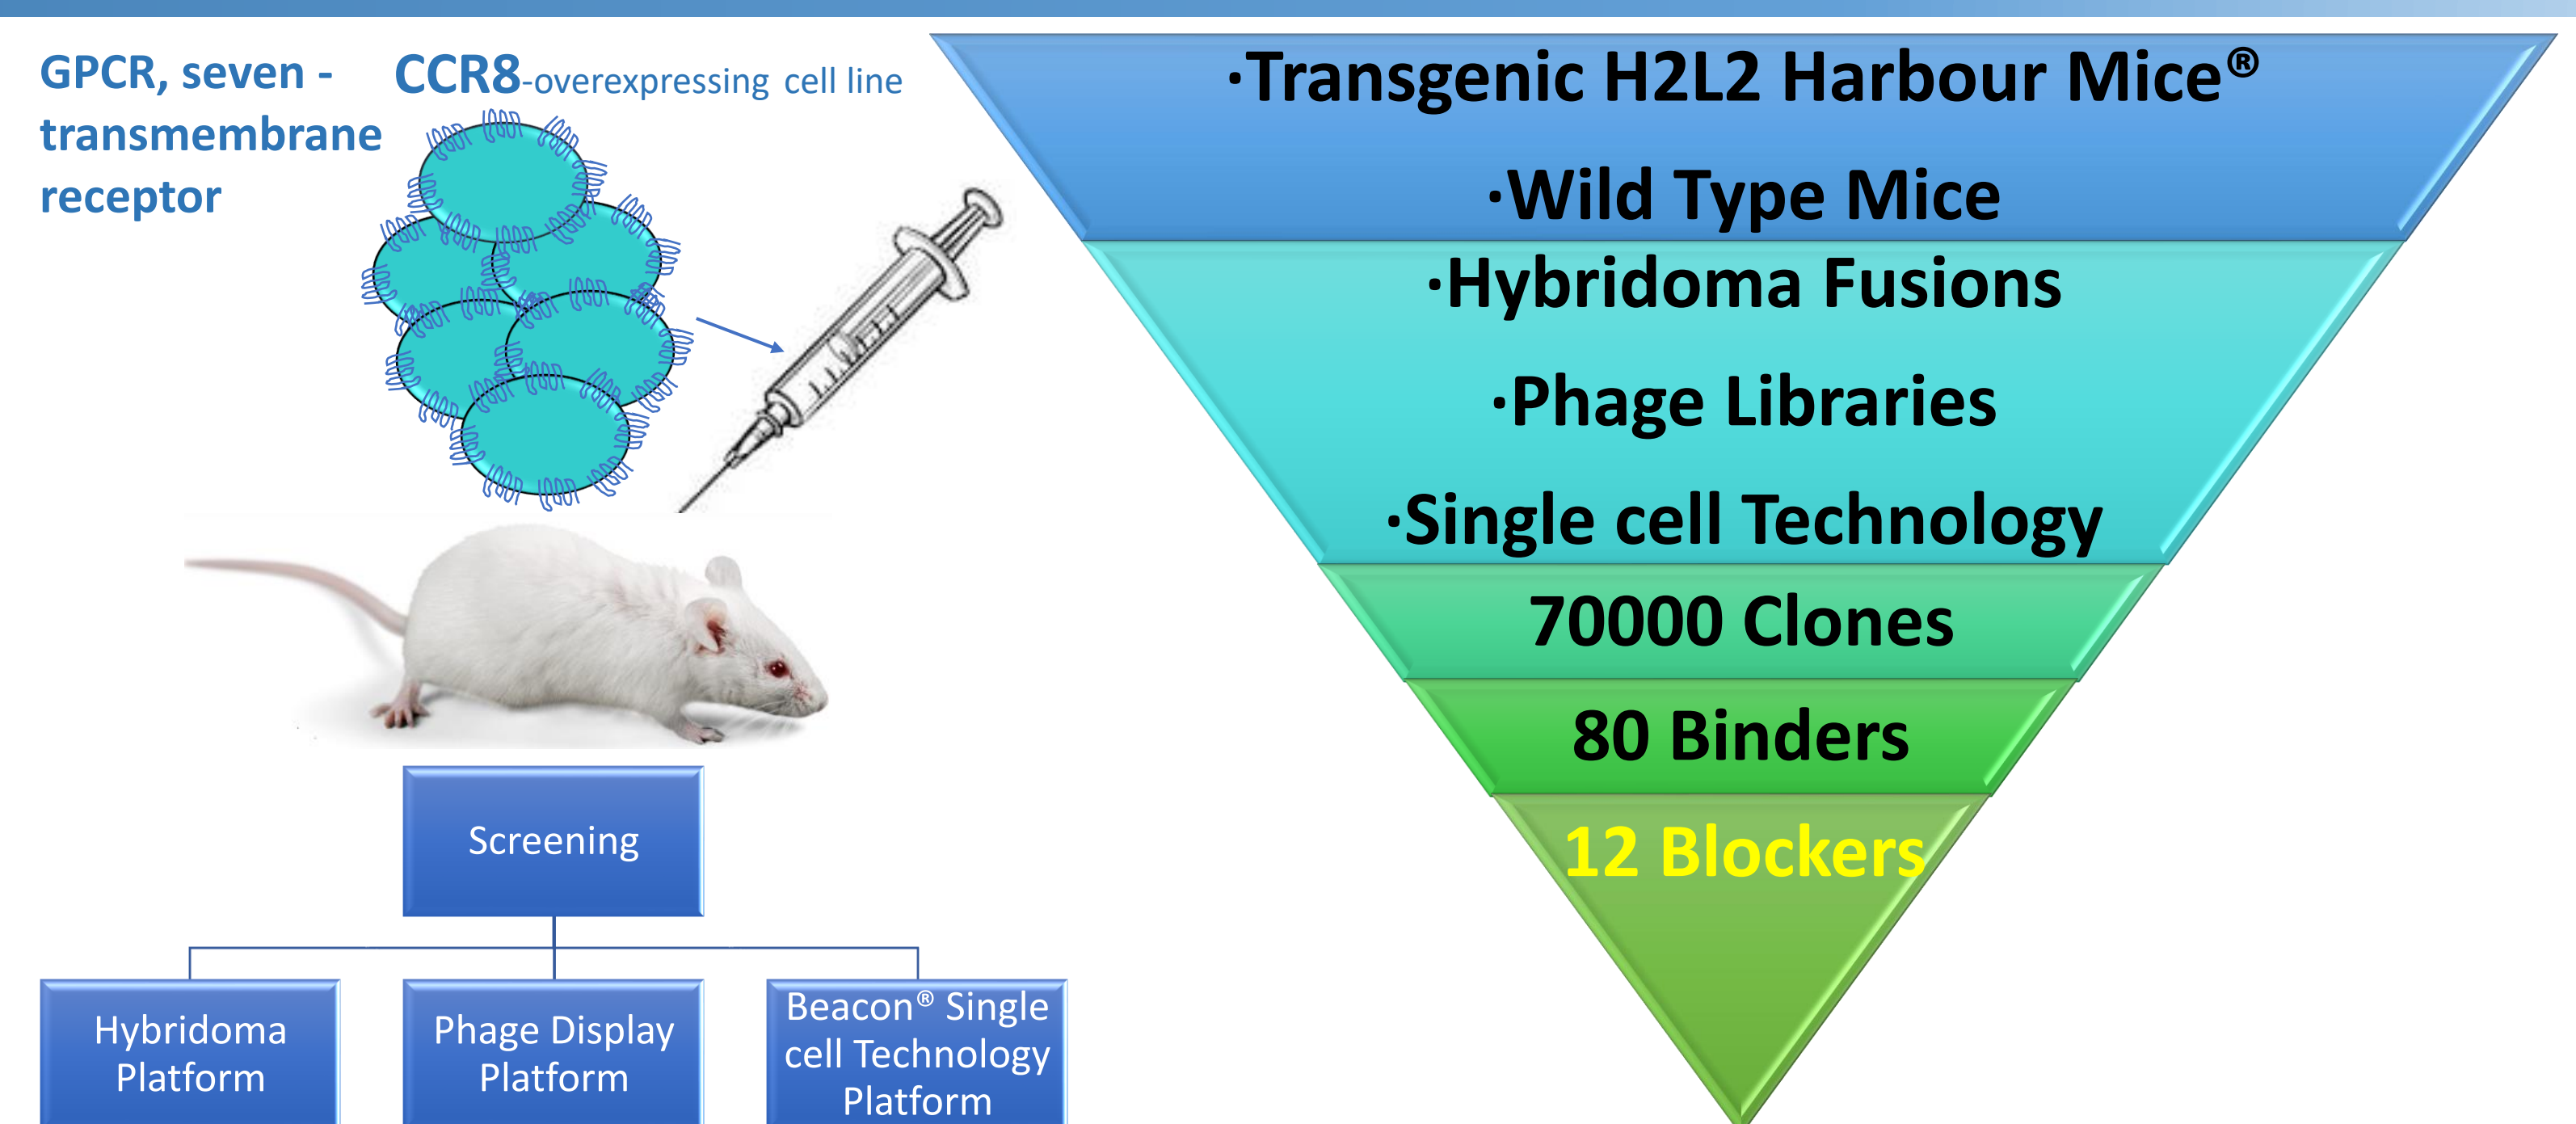 GPCR, seven -
transmembrane
receptor
CCR8-overexpressing cell line
Screening
Hybridoma
Platform
Phage Display
Platform
Beacon® Single
cell Technology
Platform
·Transgenic H2L2 Harbour Mice®
·Wild Type Mice
·Hybridoma Fusions
·Phage Libraries
·Single cell Technology
70000 Clones
80 Binders
12 Blockers